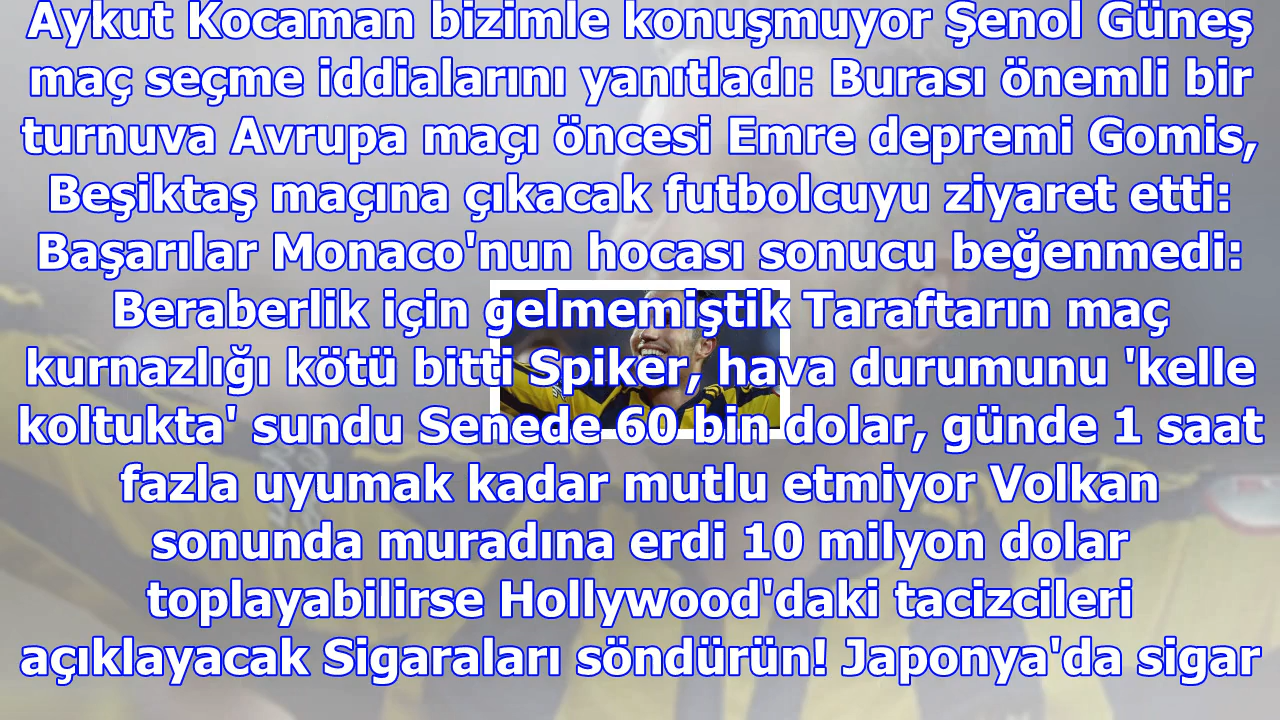 Aykut Kocaman bizimle konuşmuyor Şenol Güneş
maç seçme iddialarını yanıtladı: Burası önemli bir
turnuva Avrupa maçı öncesi Emre depremi Gomis,
Beşiktaş maçına çıkacak futbolcuyu ziyaret etti:
Başarılar Monaco'nun hocası sonucu beğenmedi:
Beraberlik için gelmemiştik Taraftarın maç
kurnazlığı kötü bitti Spiker, hava durumunu 'kelle
koltukta' sundu Senede 60 bin dolar, günde 1 saat
fazla uyumak kadar mutlu etmiyor Volkan
sonunda muradına erdi 10 milyon dolar
toplayabilirse Hollywood'daki tacizcileri
açıklayacak Sigaraları söndürün! Japonya'da sigar